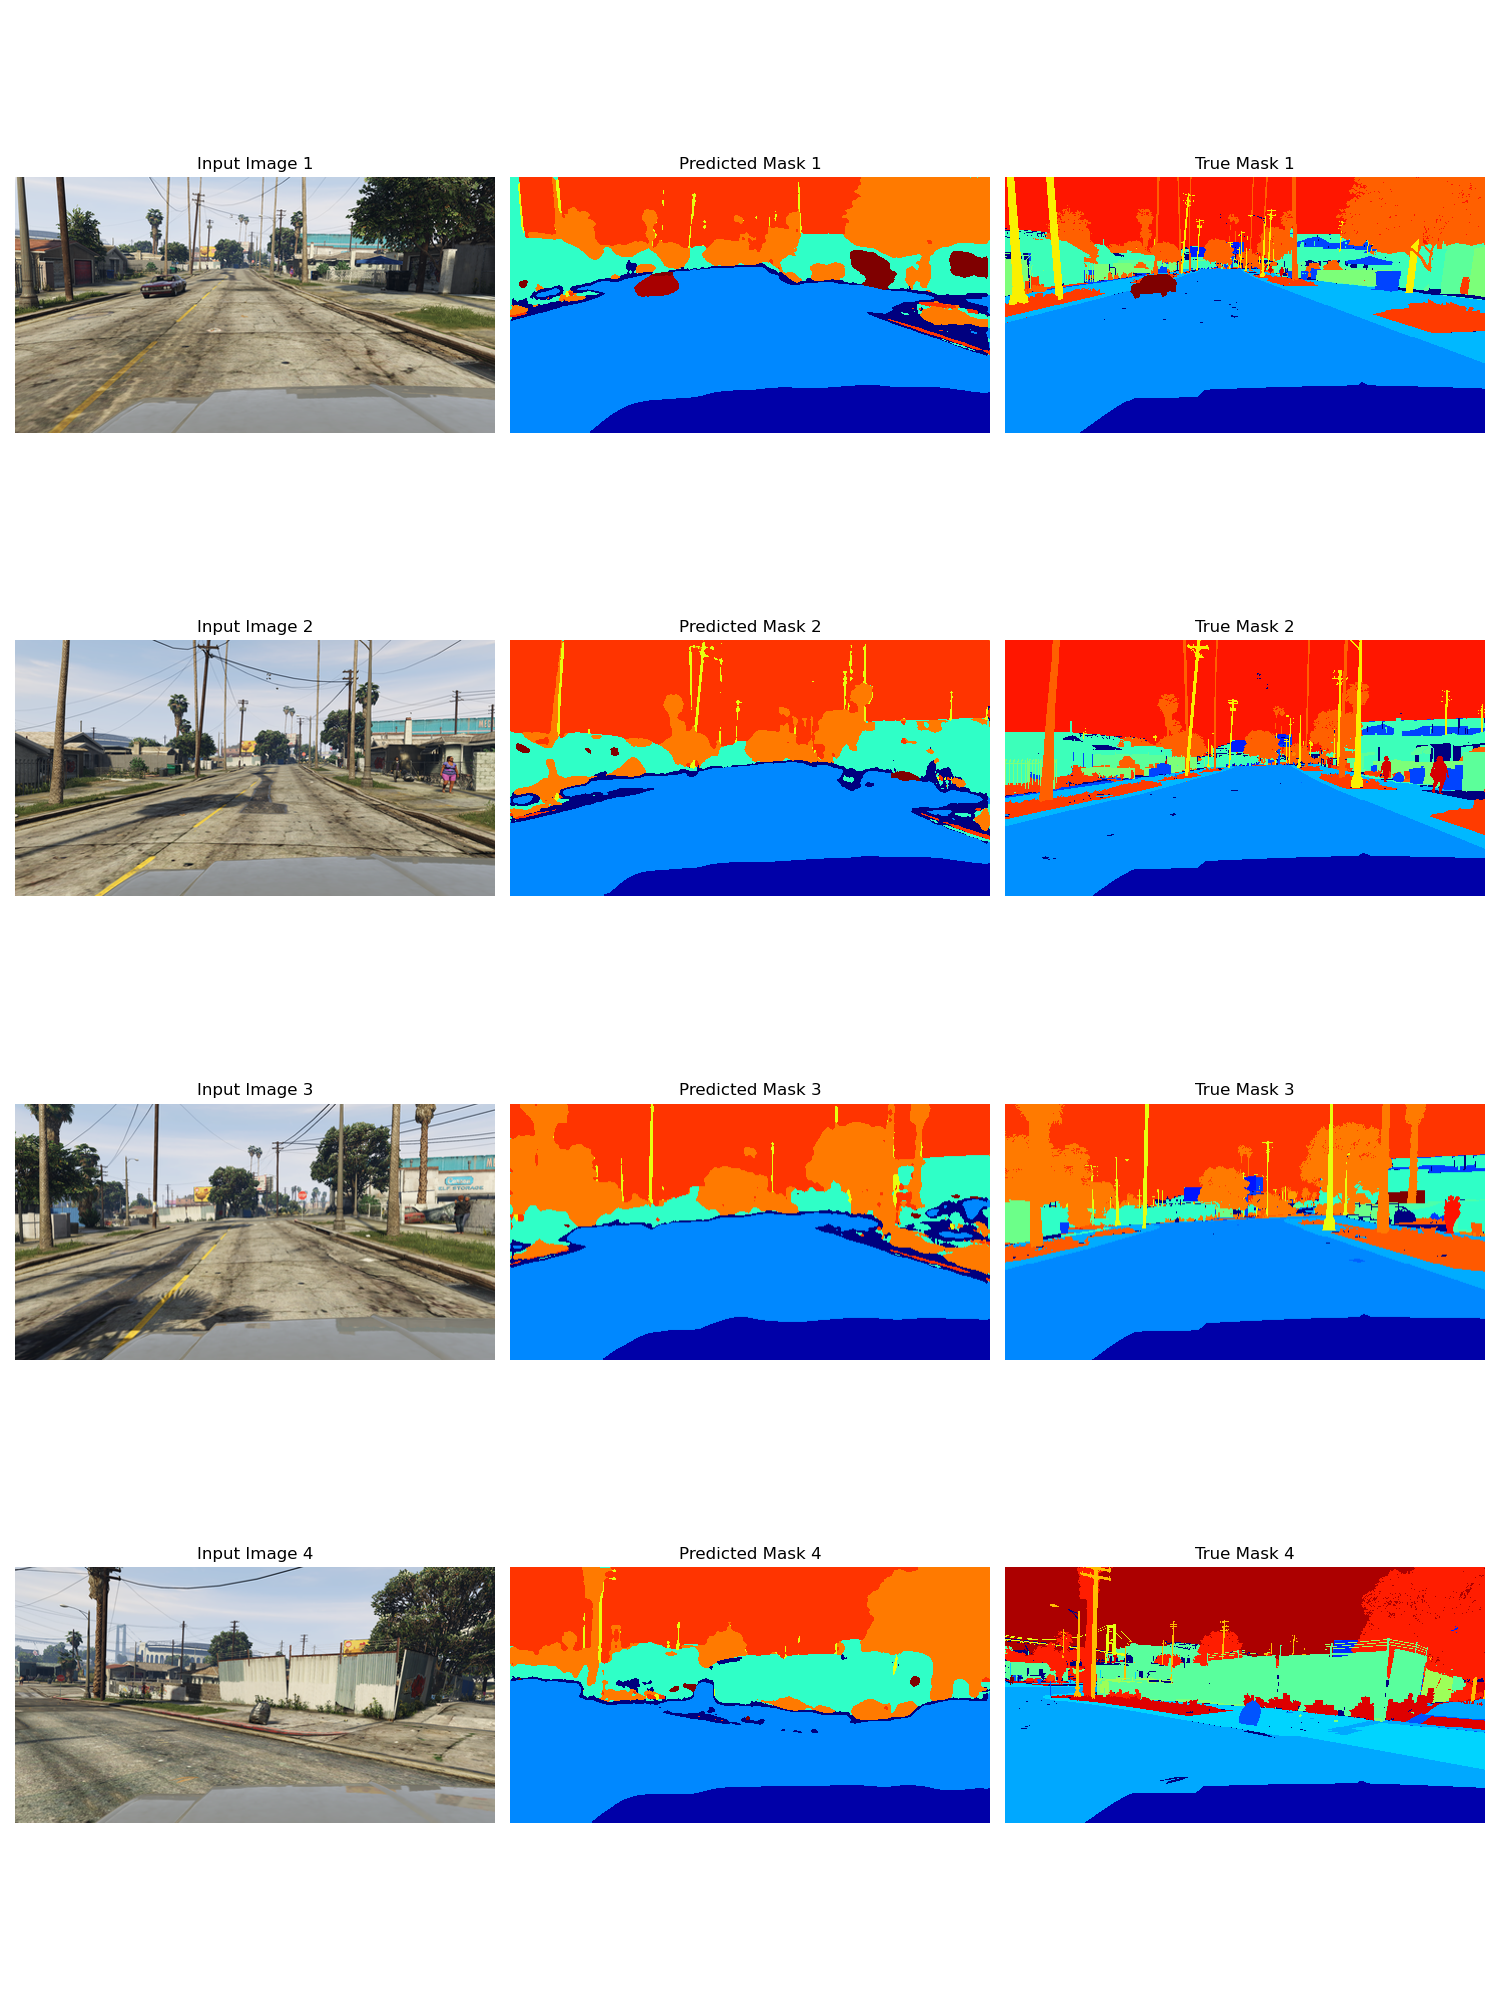 Input Image 1
Predicted Mask 1
True Mask 1
Input Image 2
Predicted Mask 2
True Mask 2
Input Image 3
Predicted Mask 3
True Mask 3
Input Image 4
Predicted Mask 4
True Mask 4